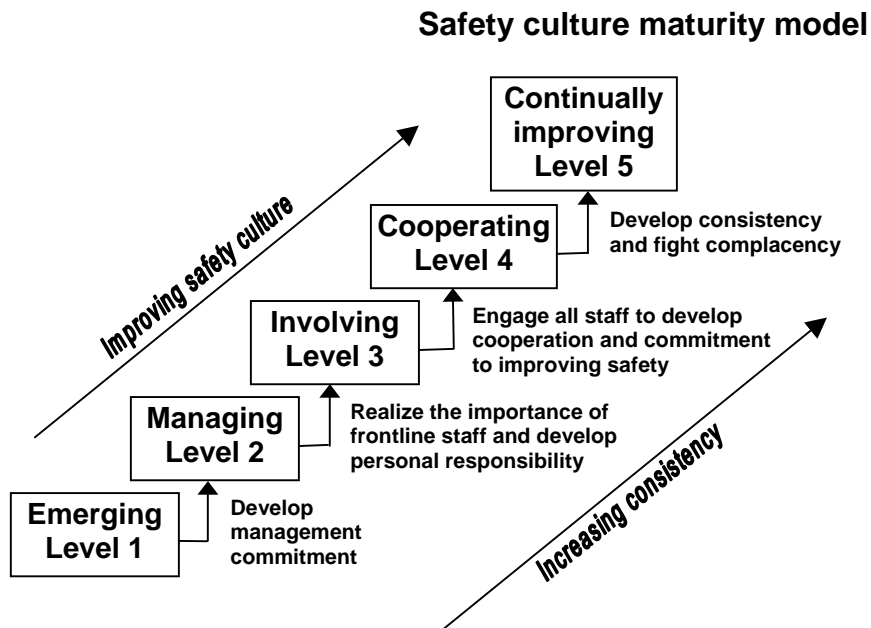 Safety culture maturity model
Continually
improving
Level 5
Improving safety culture
Cooperating
Level 4
Develop consistency
and fight complacency
Involving
Level 3
Engage all staff to develop
cooperation and commitment
to improving safety
Managing
Level 2
Realize the importance of
frontline staff and develop
personal responsibility
Increasing consistency
Emerging
Level 1
Develop
management
commitment